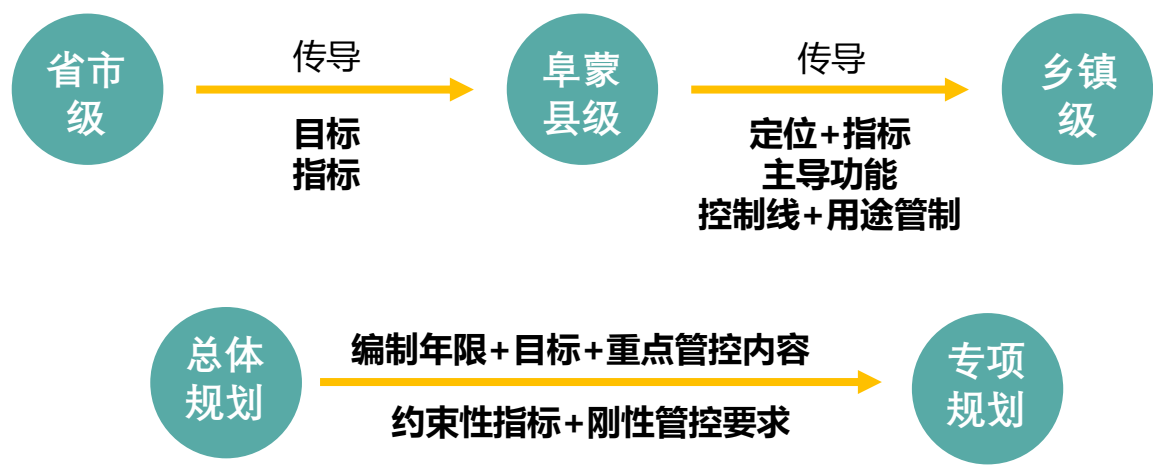 省市
级
传导
目标
指标
阜蒙
县级
传导
定位+指标
主导功能
控制线+用途管制
乡镇
级
总体
规划
编制年限+目标+重点管控内容
约束性指标+刚性管控要求
专项
规划